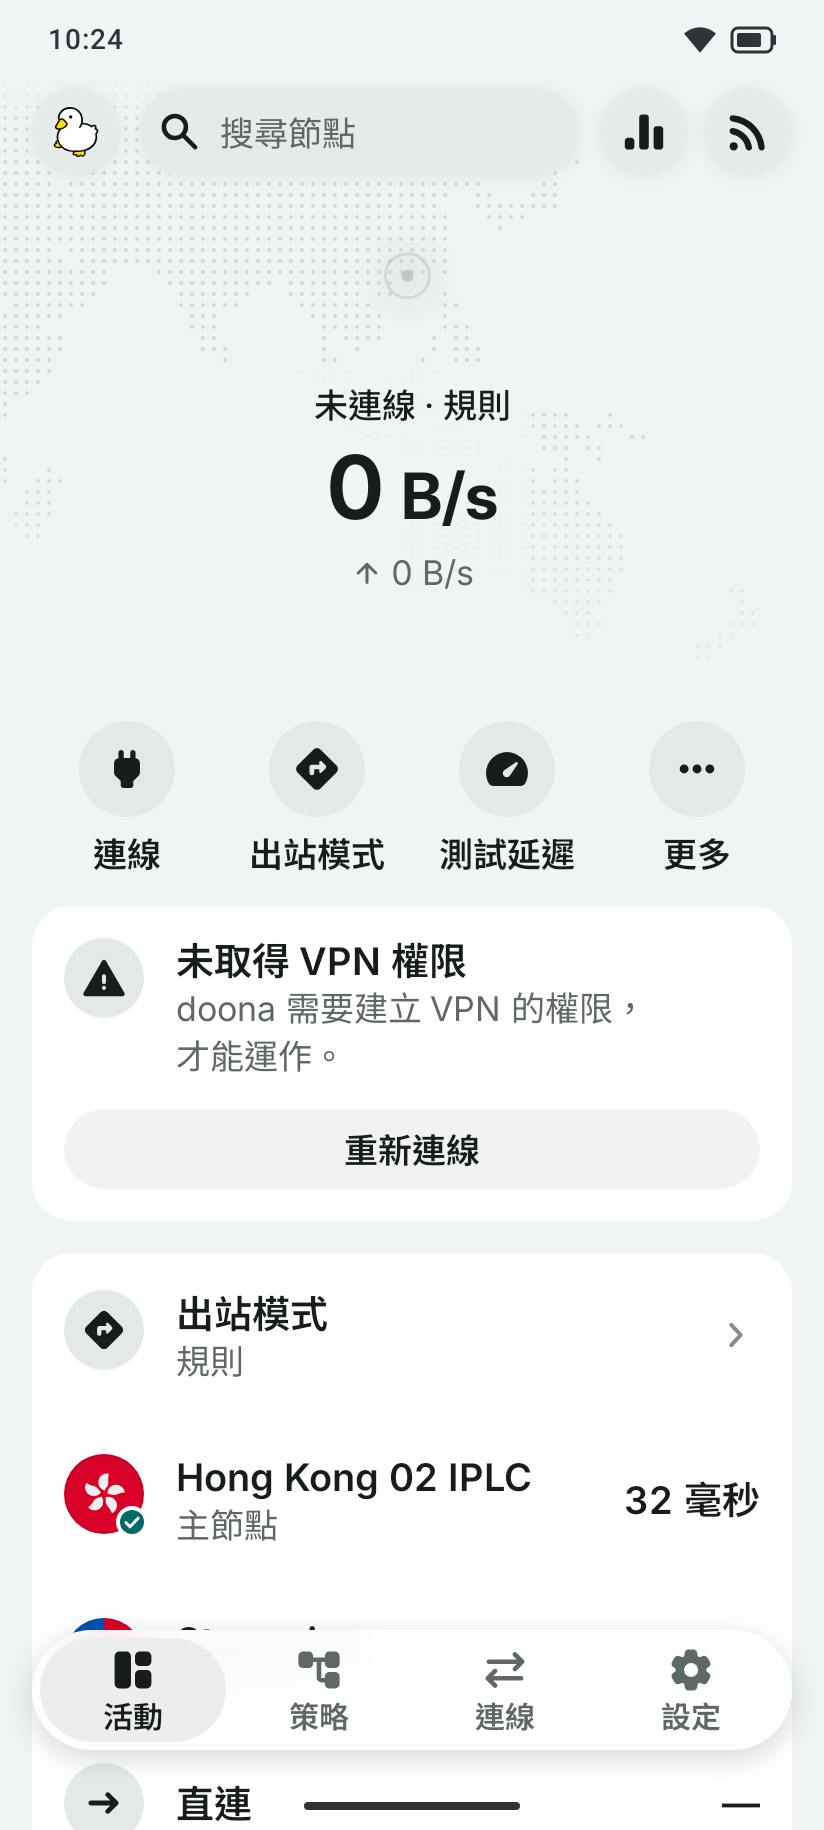 10:24
搜尋節點
未連線 · 規則
0 B/s
↑ 0 B/s
連線
出站模式
測試延遲
更多
未取得 VPN 權限
doona 需要建立 VPN 的權限，
才能運作。
重新連線
出站模式
規則
Hong Kong 02 IPLC
主節點
32 毫秒
活動
策略
連線
設定
直連
—